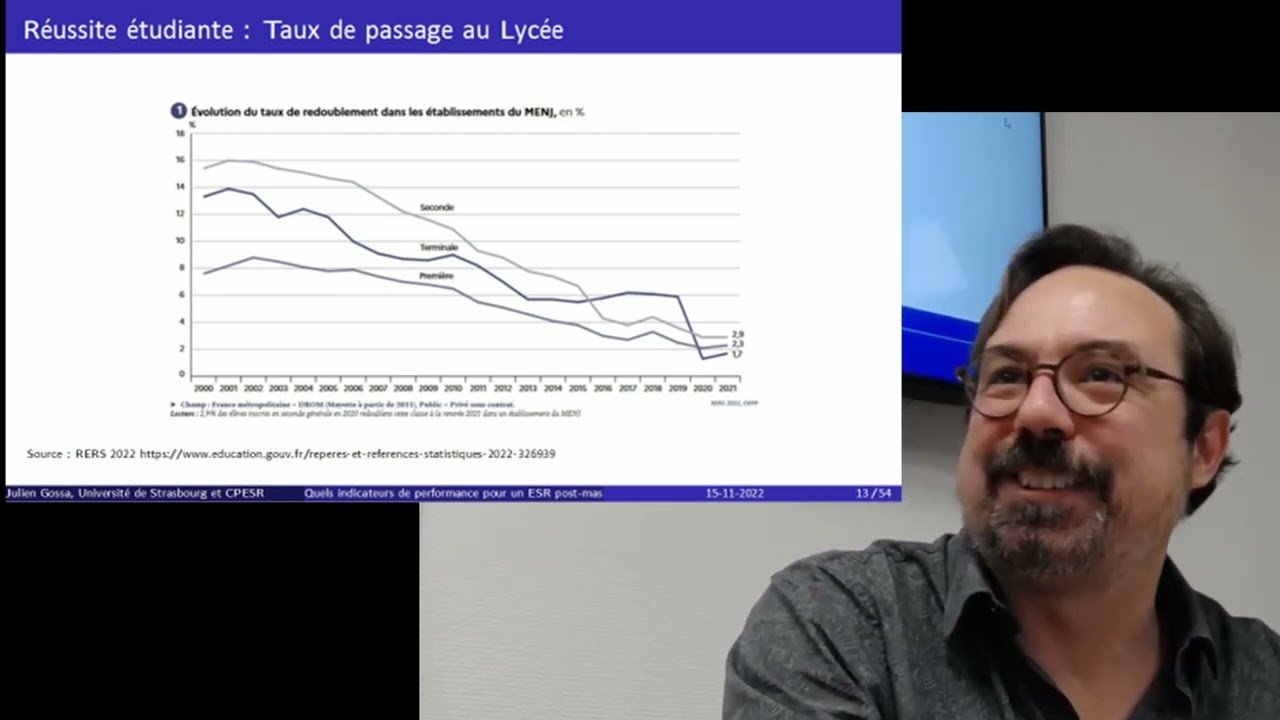 Réussite étudiante : Taux de passage au Lycée
1 Évolution du taux de redoublement dans les établissements du MENJ, en %
%
18
16
14
12
10
8
6
4
2
0
Seconde
Terminale
Première
2,9
2,3
1,7
2000 2001 2002 2003 2004 2005 2006 2007 2008 2009 2010 2011 2012 2013 2014 2015 2016 2017 2018 2019 2020 2021
► Champ : France métropolitaine - DROM (Mayotte à partir de 2011), Public - Privé sous contrat.
RERS 2022, DEPP
Lecture : 2,9 % des élèves inscrits en seconde générale en 2020 redoublent cette classe à la rentrée 2021 dans un établissement du MENJ.
Source : RERS 2022 https://www.education.gouv.fr/reperes-et-references-statistiques-2022-326939
Julien Gossa, Université de Strasbourg et CPESR Quels indicateurs de performance pour un ESR post-mas 15-11-2022 13/54